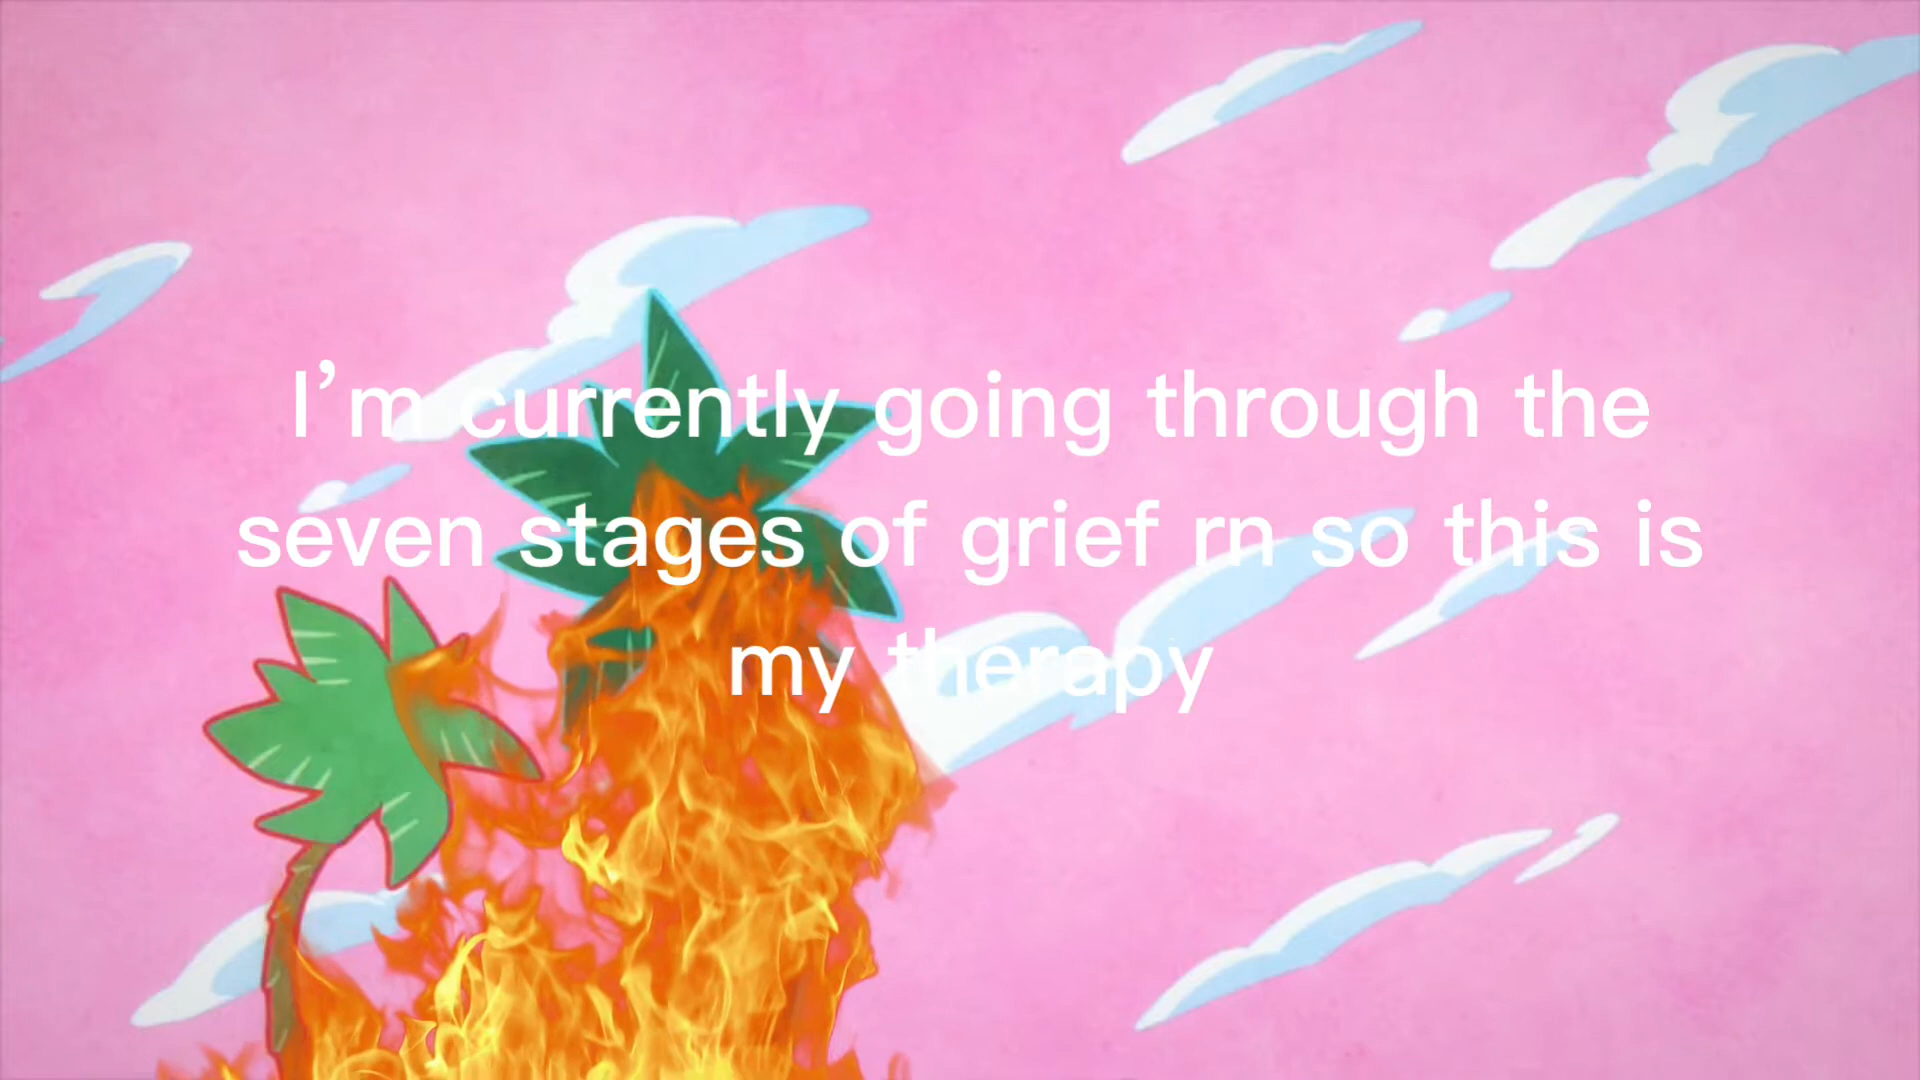 I’m currently going through the
seven stages of grief rn so this is
my therapy